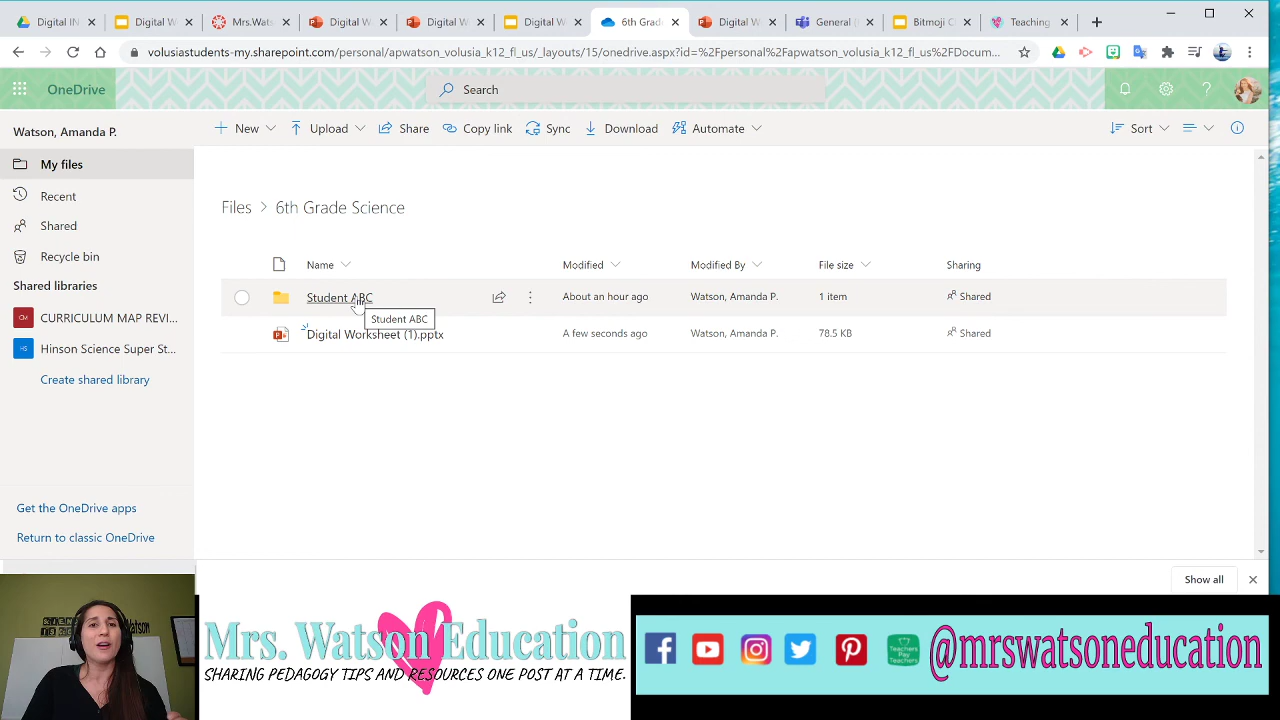 Digital IN
Digital W
Mrs.Wats
Digital W
Digital W
Digital W
6th Grade
Digital W
General (
Bitmoji C
Teaching
volusiastudents-my.sharepoint.com/personal/apwatson_volusia_k12_fl_us/_layouts/15/onedrive.aspx?id=%2Fpersonal%2Fapwatson_volusia_k12_fl_us%2FDocum...
OneDrive
Search
Watson, Amanda P.
New
Upload
Share
Copy link
Sync
Download
Automate
Sort
My files
Recent
Shared
Recycle bin
Shared libraries
CM CURRICULUM MAP REVI...
HS Hinson Science Super St...
Create shared library
Get the OneDrive apps
Return to classic OneDrive
Files > 6th Grade Science
Name Modified Modified By File size Sharing
Student ABC About an hour ago Watson, Amanda P. 1 item Shared
Student ABC
Digital Worksheet (1).pptx A few seconds ago Watson, Amanda P. 78.5 KB Shared
Show all
Mrs. Watson Education
SHARING PEDAGOGY TIPS AND RESOURCES ONE POST AT A TIME.
Teachers
Pay
Teachers
@mrswatsoneducation